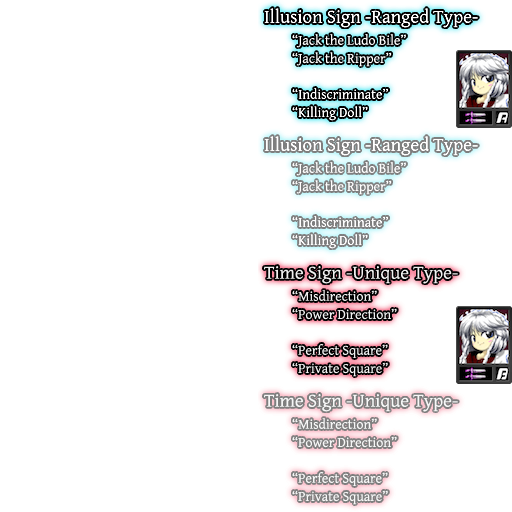 Illusion Sign -Ranged Type-
“Jack the Ludo Bile”
“Jack the Ripper”
“Indiscriminate”
“Killing Doll”
A
Illusion Sign -Ranged Type-
“Jack the Ludo Bile”
“Jack the Ripper”
“Indiscriminate”
“Killing Doll”
Time Sign -Unique Type-
“Misdirection”
“Power Direction”
“Perfect Square”
“Private Square”
B
Time Sign -Unique Type-
“Misdirection”
“Power Direction”
“Perfect Square”
“Private Square”